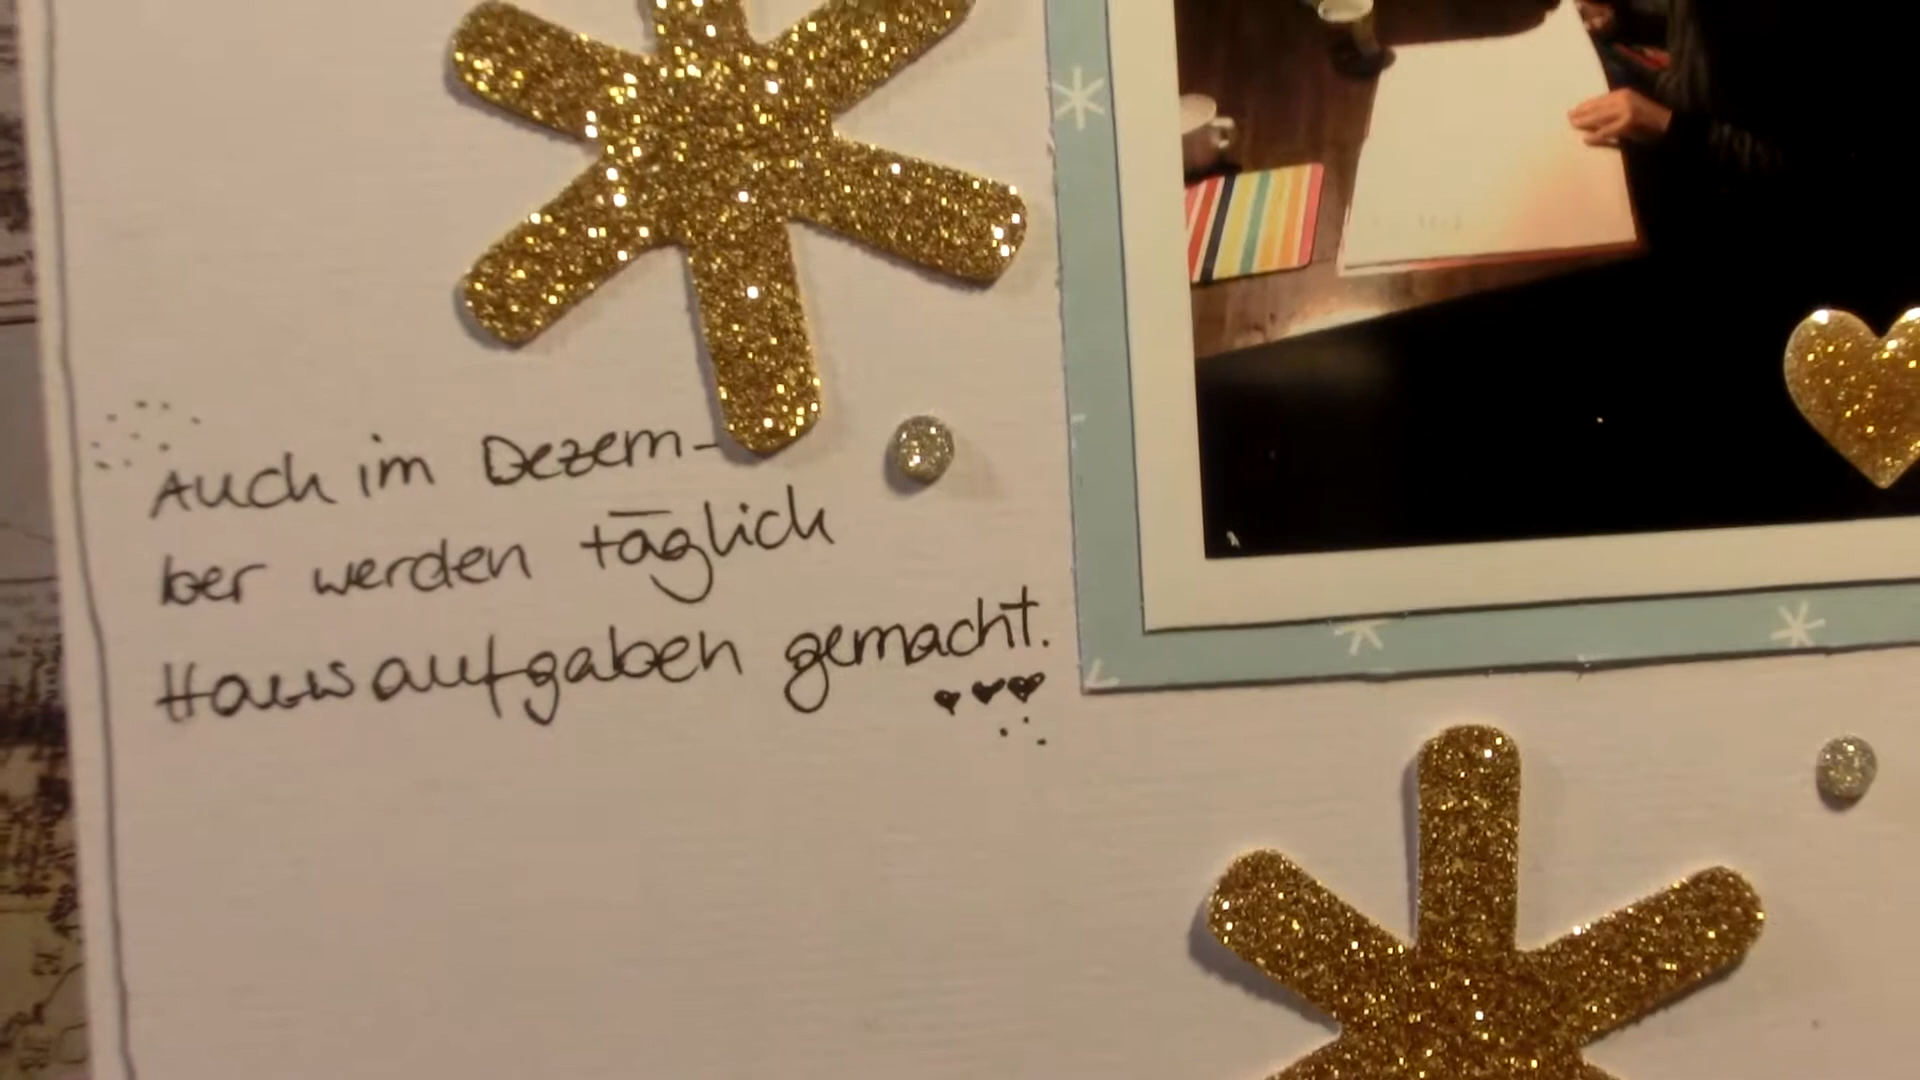 Auch im Dezem-
ber werden täglich
Hausaufgaben gemacht.